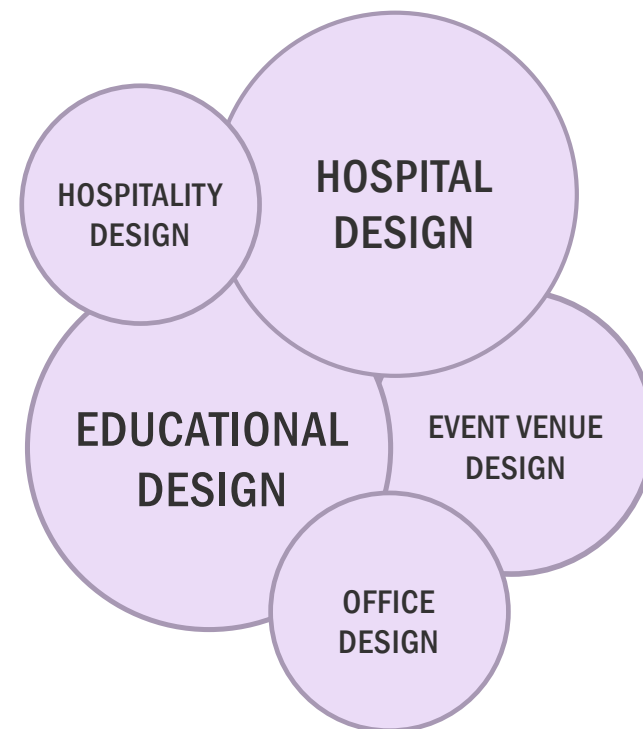 HOSPITALITY
DESIGN
HOSPITAL
DESIGN
EDUCATIONAL
DESIGN
EVENT VENUE
DESIGN
OFFICE
DESIGN